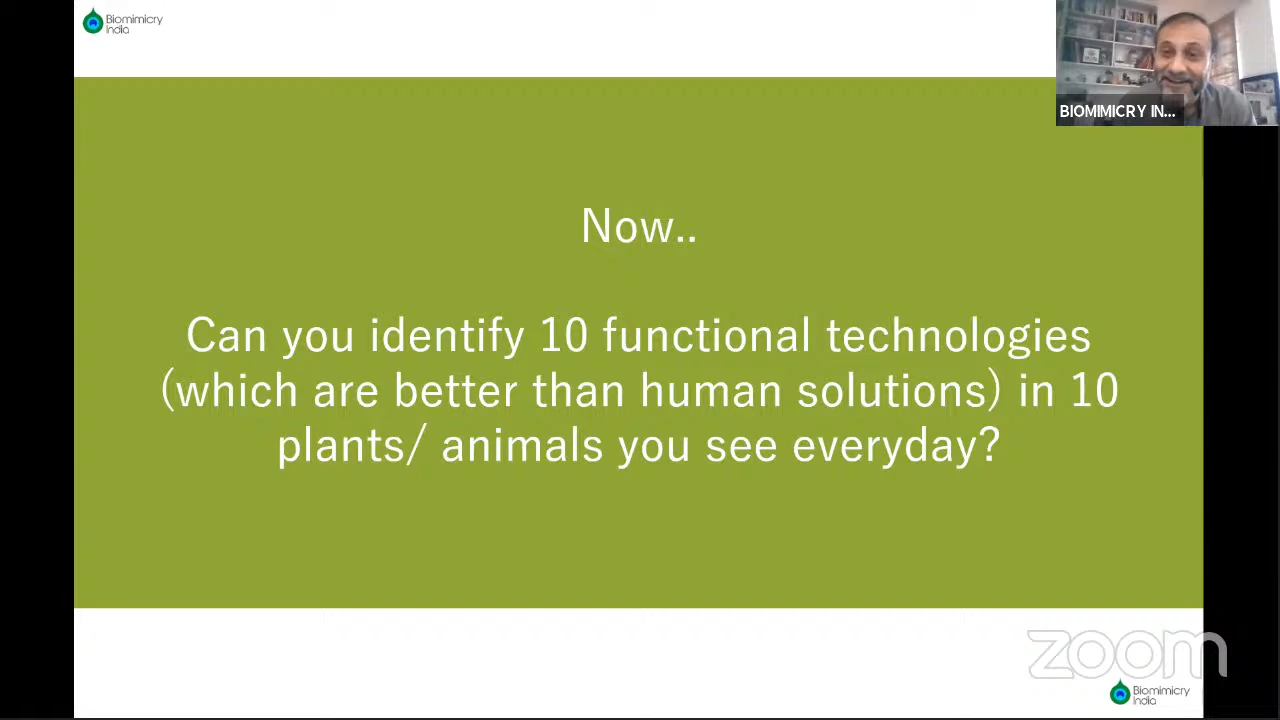 Biomimicry
India
BIOMIMICRY IN...
Now..
Can you identify 10 functional technologies
(which are better than human solutions) in 10
plants/ animals you see everyday?
zoom
Biomimicry
India